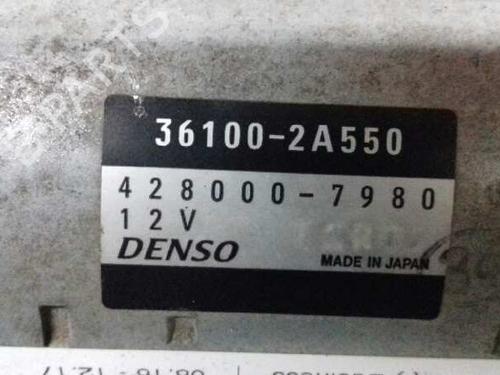 36100-2A550
428000-7980
12V
DENSO
MADE IN JAPAN